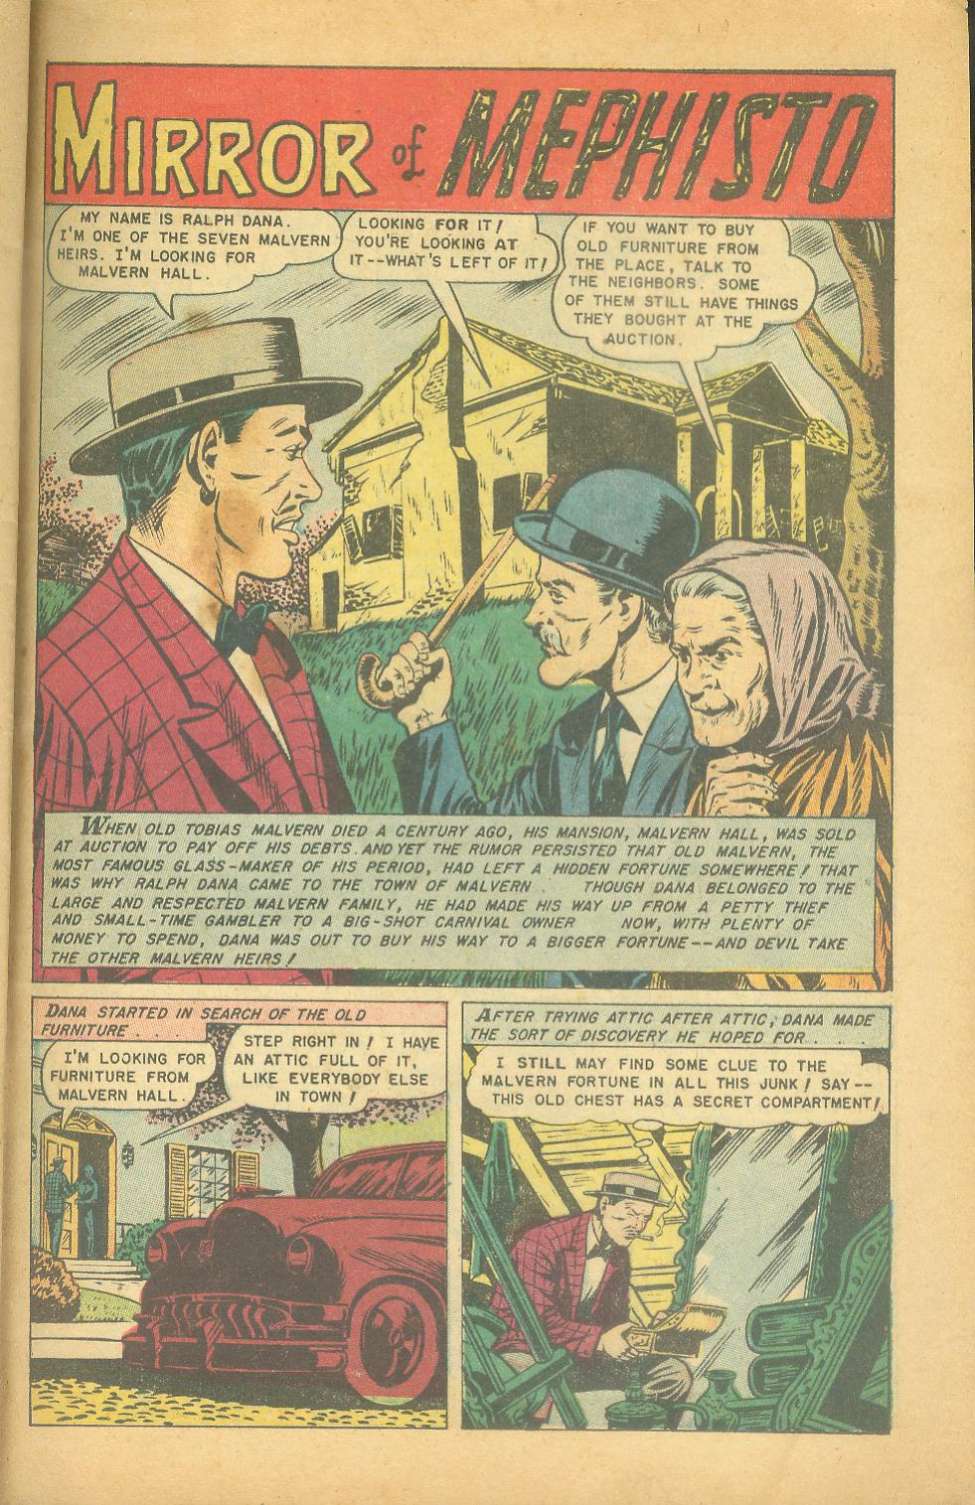 MIRROR of MEPHISTO
MY NAME IS RALPH DANA.
I'M ONE OF THE SEVEN MALVERN
HEIRS. I'M LOOKING FOR
MALVERN HALL.
LOOKING FOR IT!
YOU'RE LOOKING AT
IT--WHAT'S LEFT OF IT!
IF YOU WANT TO BUY
OLD FURNITURE FROM
THE PLACE, TALK TO
THE NEIGHBORS. SOME
OF THEM STILL HAVE THINGS
THEY BOUGHT AT THE
AUCTION.
WHEN OLD TOBIAS MALVERN DIED A CENTURY AGO, HIS MANSION, MALVERN HALL, WAS SOLD
AT AUCTION TO PAY OFF HIS DEBTS. AND YET THE RUMOR PERSISTED THAT OLD MALVERN, THE
MOST FAMOUS GLASS-MAKER OF HIS PERIOD, HAD LEFT A HIDDEN FORTUNE SOMEWHERE! THAT
WAS WHY RALPH DANA CAME TO THE TOWN OF MALVERN . THOUGH DANA BELONGED TO THE
LARGE AND RESPECTED MALVERN FAMILY, HE HAD MADE HIS WAY UP FROM A PETTY THIEF
AND SMALL-TIME GAMBLER TO A BIG-SHOT CARNIVAL OWNER NOW, WITH PLENTY OF
MONEY TO SPEND, DANA WAS OUT TO BUY HIS WAY TO A BIGGER FORTUNE--AND DEVIL TAKE
THE OTHER MALVERN HEIRS!
DANA STARTED IN SEARCH OF THE OLD
FURNITURE . . . .
I'M LOOKING FOR
FURNITURE FROM
MALVERN HALL.
STEP RIGHT IN! I HAVE
AN ATTIC FULL OF IT,
LIKE EVERYBODY ELSE
IN TOWN!
AFTER TRYING ATTIC AFTER ATTIC, DANA MADE
THE SORT OF DISCOVERY HE HOPED FOR . . . .
I STILL MAY FIND SOME CLUE TO THE
MALVERN FORTUNE IN ALL THIS JUNK! SAY--
THIS OLD CHEST HAS A SECRET COMPARTMENT!